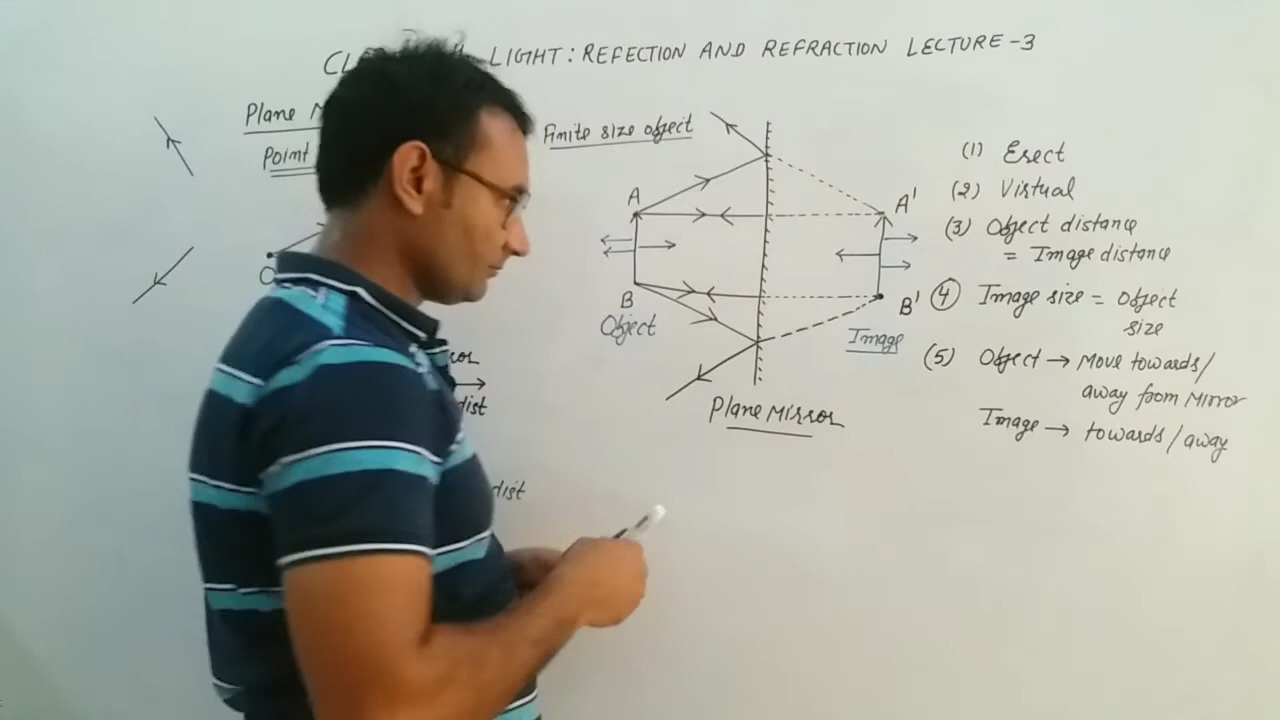 LIGHT: REFECTION AND REFRACTION LECTURE-3
Plane
Point
dist
dist
Finite size object
A
B
Object
A'
B'
Image
Plane Mirror
(1) Erect
(2) Virtual
(3) Object distance
= Image distance
(4) Image size = Object
size
(5) Object → Move towards/
away from Mirror
Image → towards/away